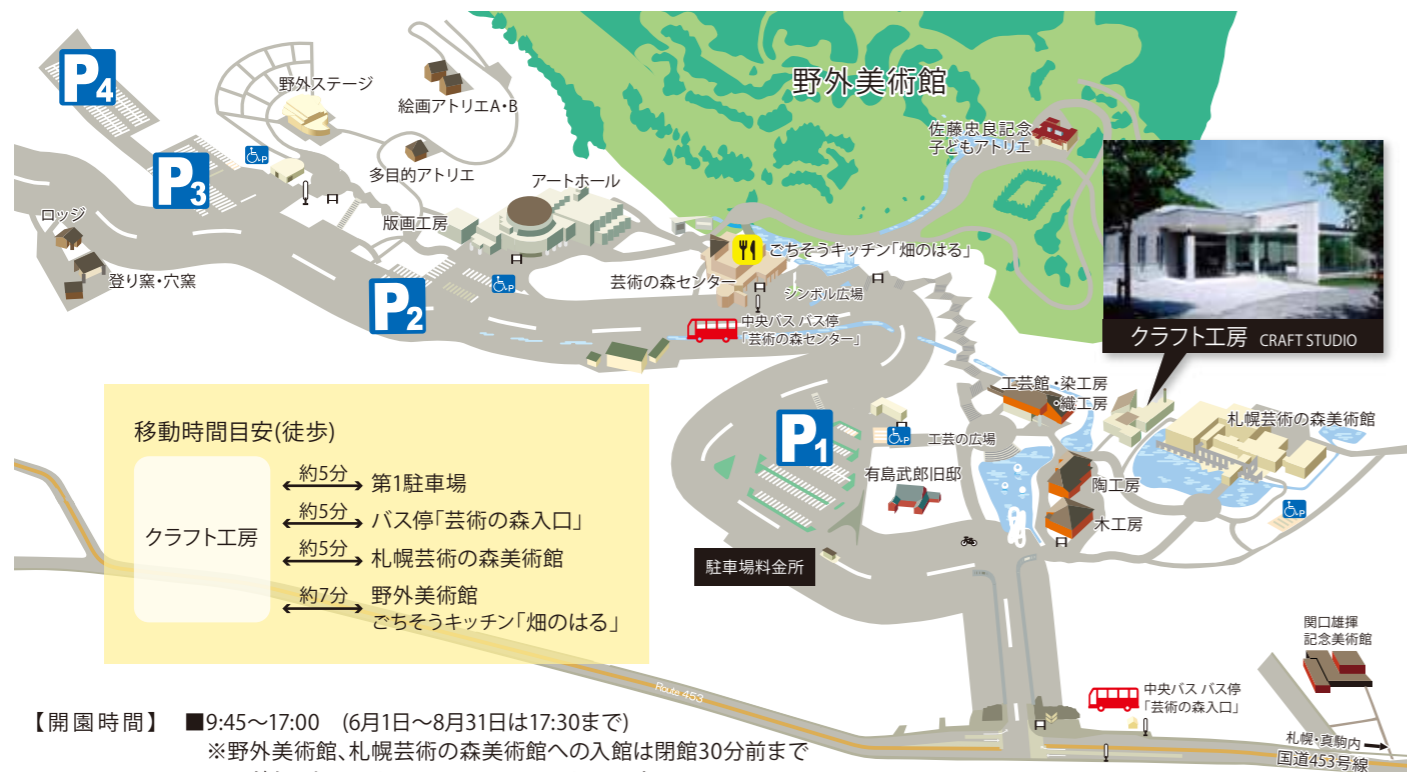 野外美術館
P4
野外ステージ
絵画アトリエA・B
佐藤忠良記念
子どもアトリエ
P
P3
多目的アトリエ
アートホール
ロッジ
版画工房
登り窯・穴窯
P
P2
ごちそうキッチン「畑のはる」
芸術の森センター
シンボル広場
中央バス バス停
「芸術の森センター」
クラフト工房 CRAFT STUDIO
工芸館・染工房
織工房
札幌芸術の森美術館
P1
P
工芸の広場
有島武郎旧邸
陶工房
木工房
P
駐車場料金所
移動時間目安(徒歩)
クラフト工房
約5分 第1駐車場
約5分 バス停「芸術の森入口」
約5分 札幌芸術の森美術館
約7分 野外美術館
ごちそうキッチン「畑のはる」
関口雄揮
記念美術館
Route 453
中央バス バス停
「芸術の森入口」
札幌・真駒内
国道453号線
【開園時間】 ■9:45～17:00 (6月1日～8月31日は17:30まで)
※野外美術館、札幌芸術の森美術館への入館は閉館30分前まで